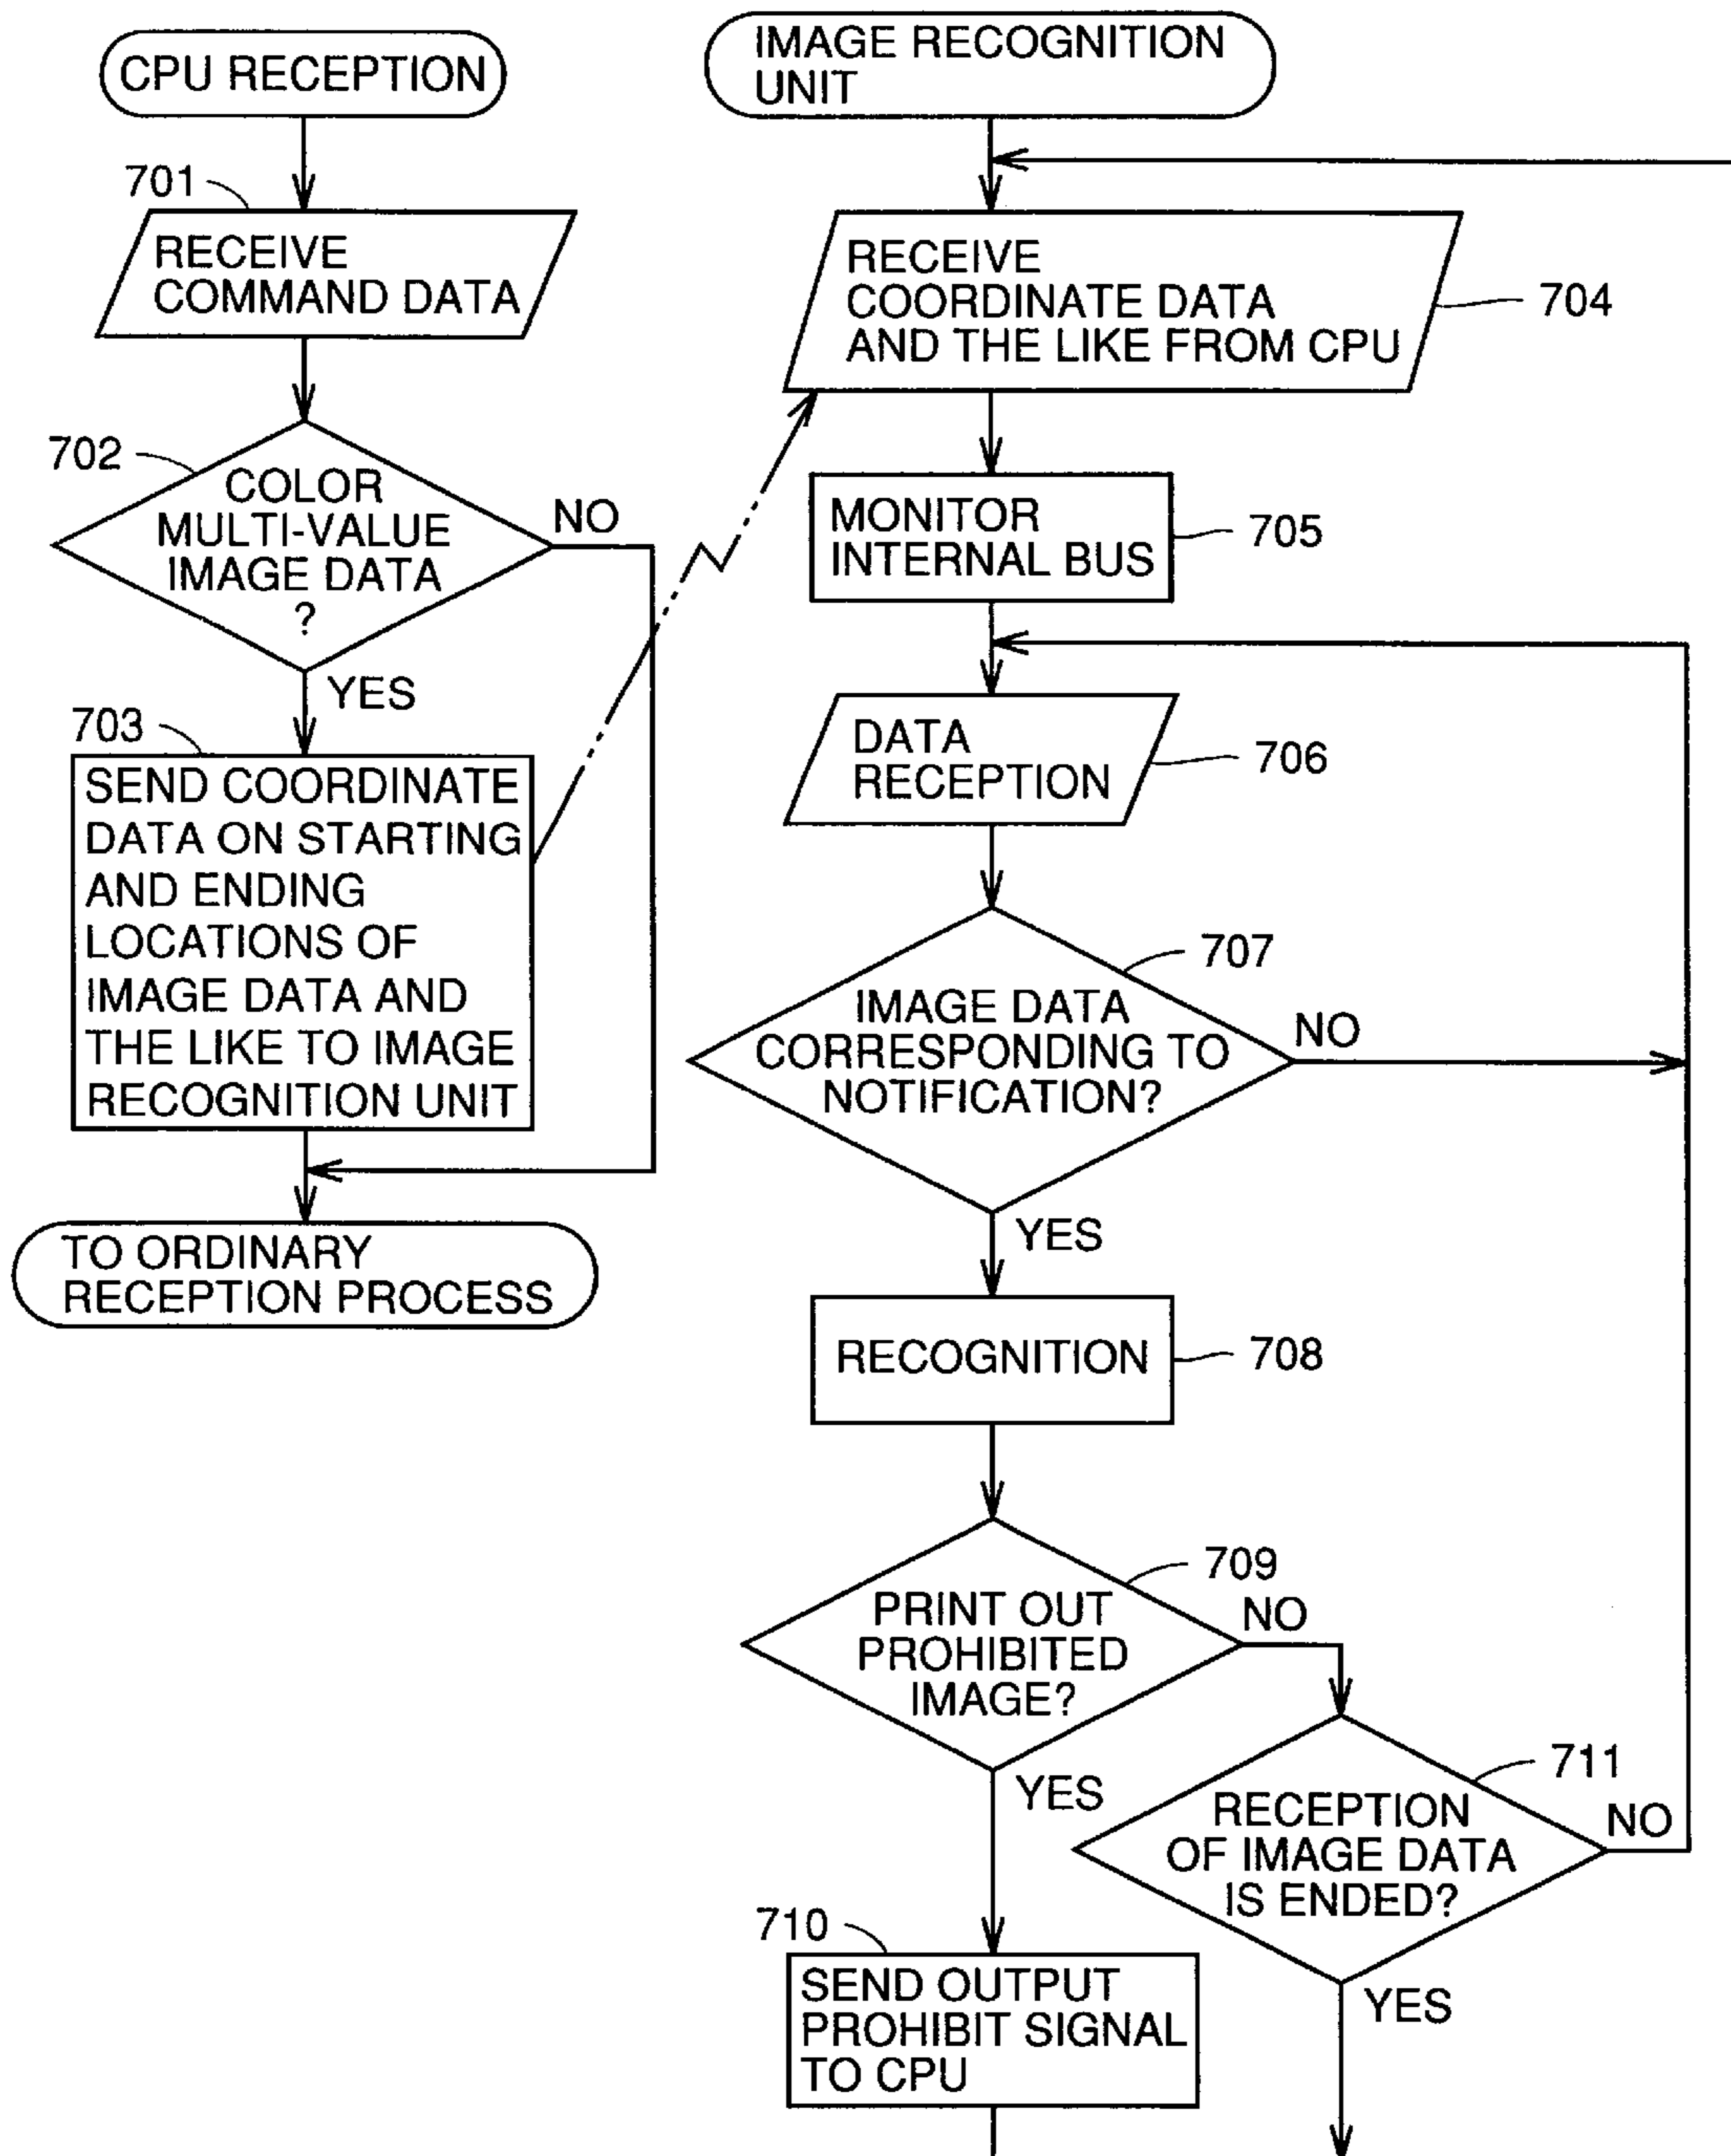 CPU RECEPTION
701
RECEIVE
COMMAND DATA
702
COLOR
MULTI-VALUE
IMAGE DATA
?
NO
YES
703
SEND COORDINATE
DATA ON STARTING
AND ENDING
LOCATIONS OF
IMAGE DATA AND
THE LIKE TO IMAGE
RECOGNITION UNIT
TO ORDINARY
RECEPTION PROCESS
IMAGE RECOGNITION
UNIT
RECEIVE
COORDINATE DATA
AND THE LIKE FROM CPU
704
MONITOR
INTERNAL BUS
705
DATA
RECEPTION
706
707
IMAGE DATA
CORRESPONDING TO
NOTIFICATION?
NO
YES
RECOGNITION
708
709
PRINT OUT
PROHIBITED
IMAGE?
NO
YES
711
RECEPTION
OF IMAGE DATA
IS ENDED?
NO
YES
710
SEND OUTPUT
PROHIBIT SIGNAL
TO CPU